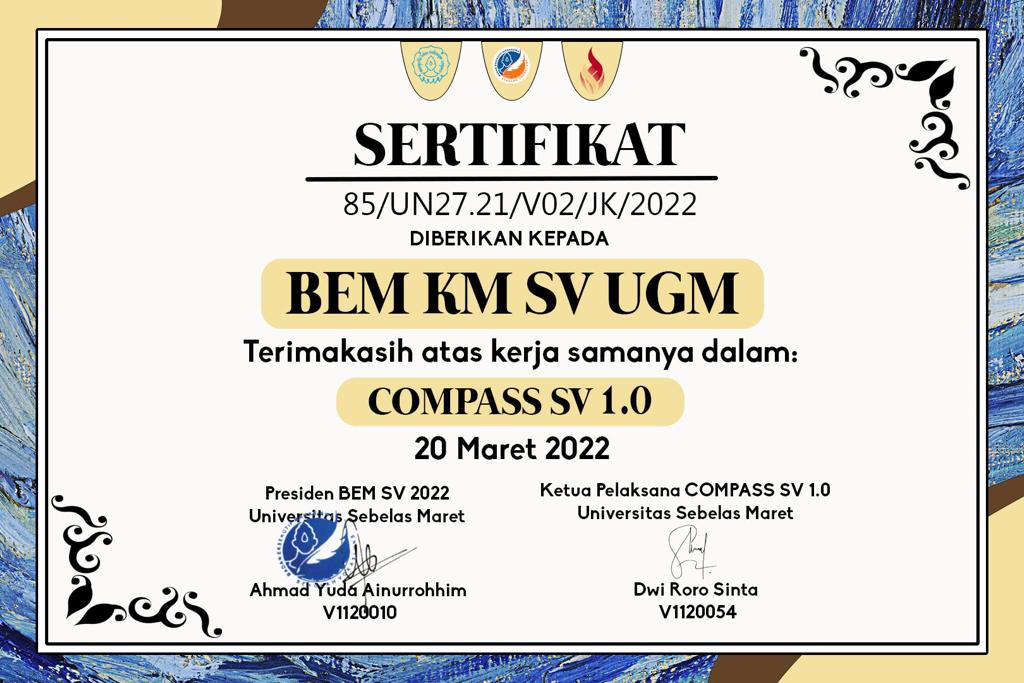 SERTIFIKAT
85/UN27.21/V02/JK/2022
DIBERIKAN KEPADA
BEM KM SV UGM
Terimakasih atas kerja samanya dalam:
COMPASS SV 1.0
20 Maret 2022
Presiden BEM SV 2022
Universitas Sebelas Maret
Ahmad Yuda Ainurrohhim
V1120010
Ketua Pelaksana COMPASS SV 1.0
Universitas Sebelas Maret
Dwi Roro Sinta
V1120054